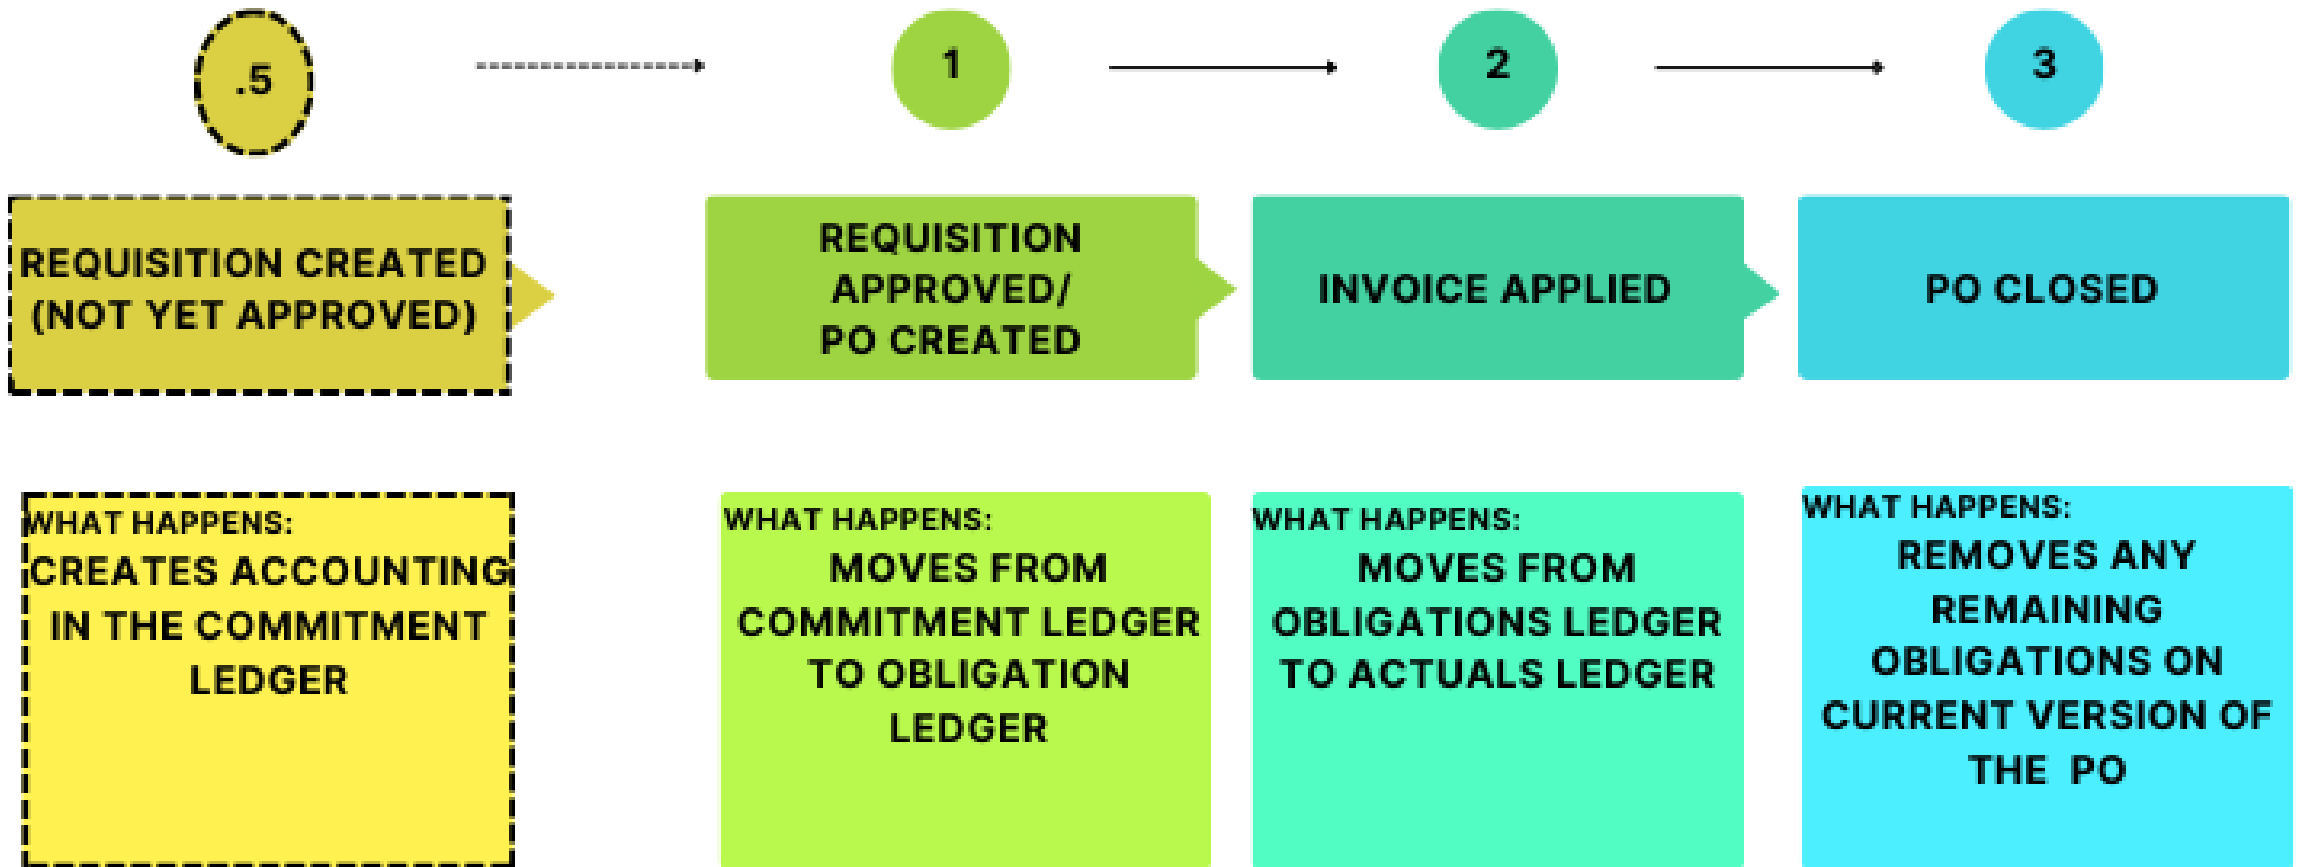 .5
1
2
3
REQUISITION CREATED
(NOT YET APPROVED)
REQUISITION
APPROVED/
PO CREATED
INVOICE APPLIED
PO CLOSED
WHAT HAPPENS:
CREATES ACCOUNTING
IN THE COMMITMENT
LEDGER
WHAT HAPPENS:
MOVES FROM
COMMITMENT LEDGER
TO OBLIGATION
LEDGER
WHAT HAPPENS:
MOVES FROM
OBLIGATIONS LEDGER
TO ACTUALS LEDGER
WHAT HAPPENS:
REMOVES ANY
REMAINING
OBLIGATIONS ON
CURRENT VERSION OF
THE PO